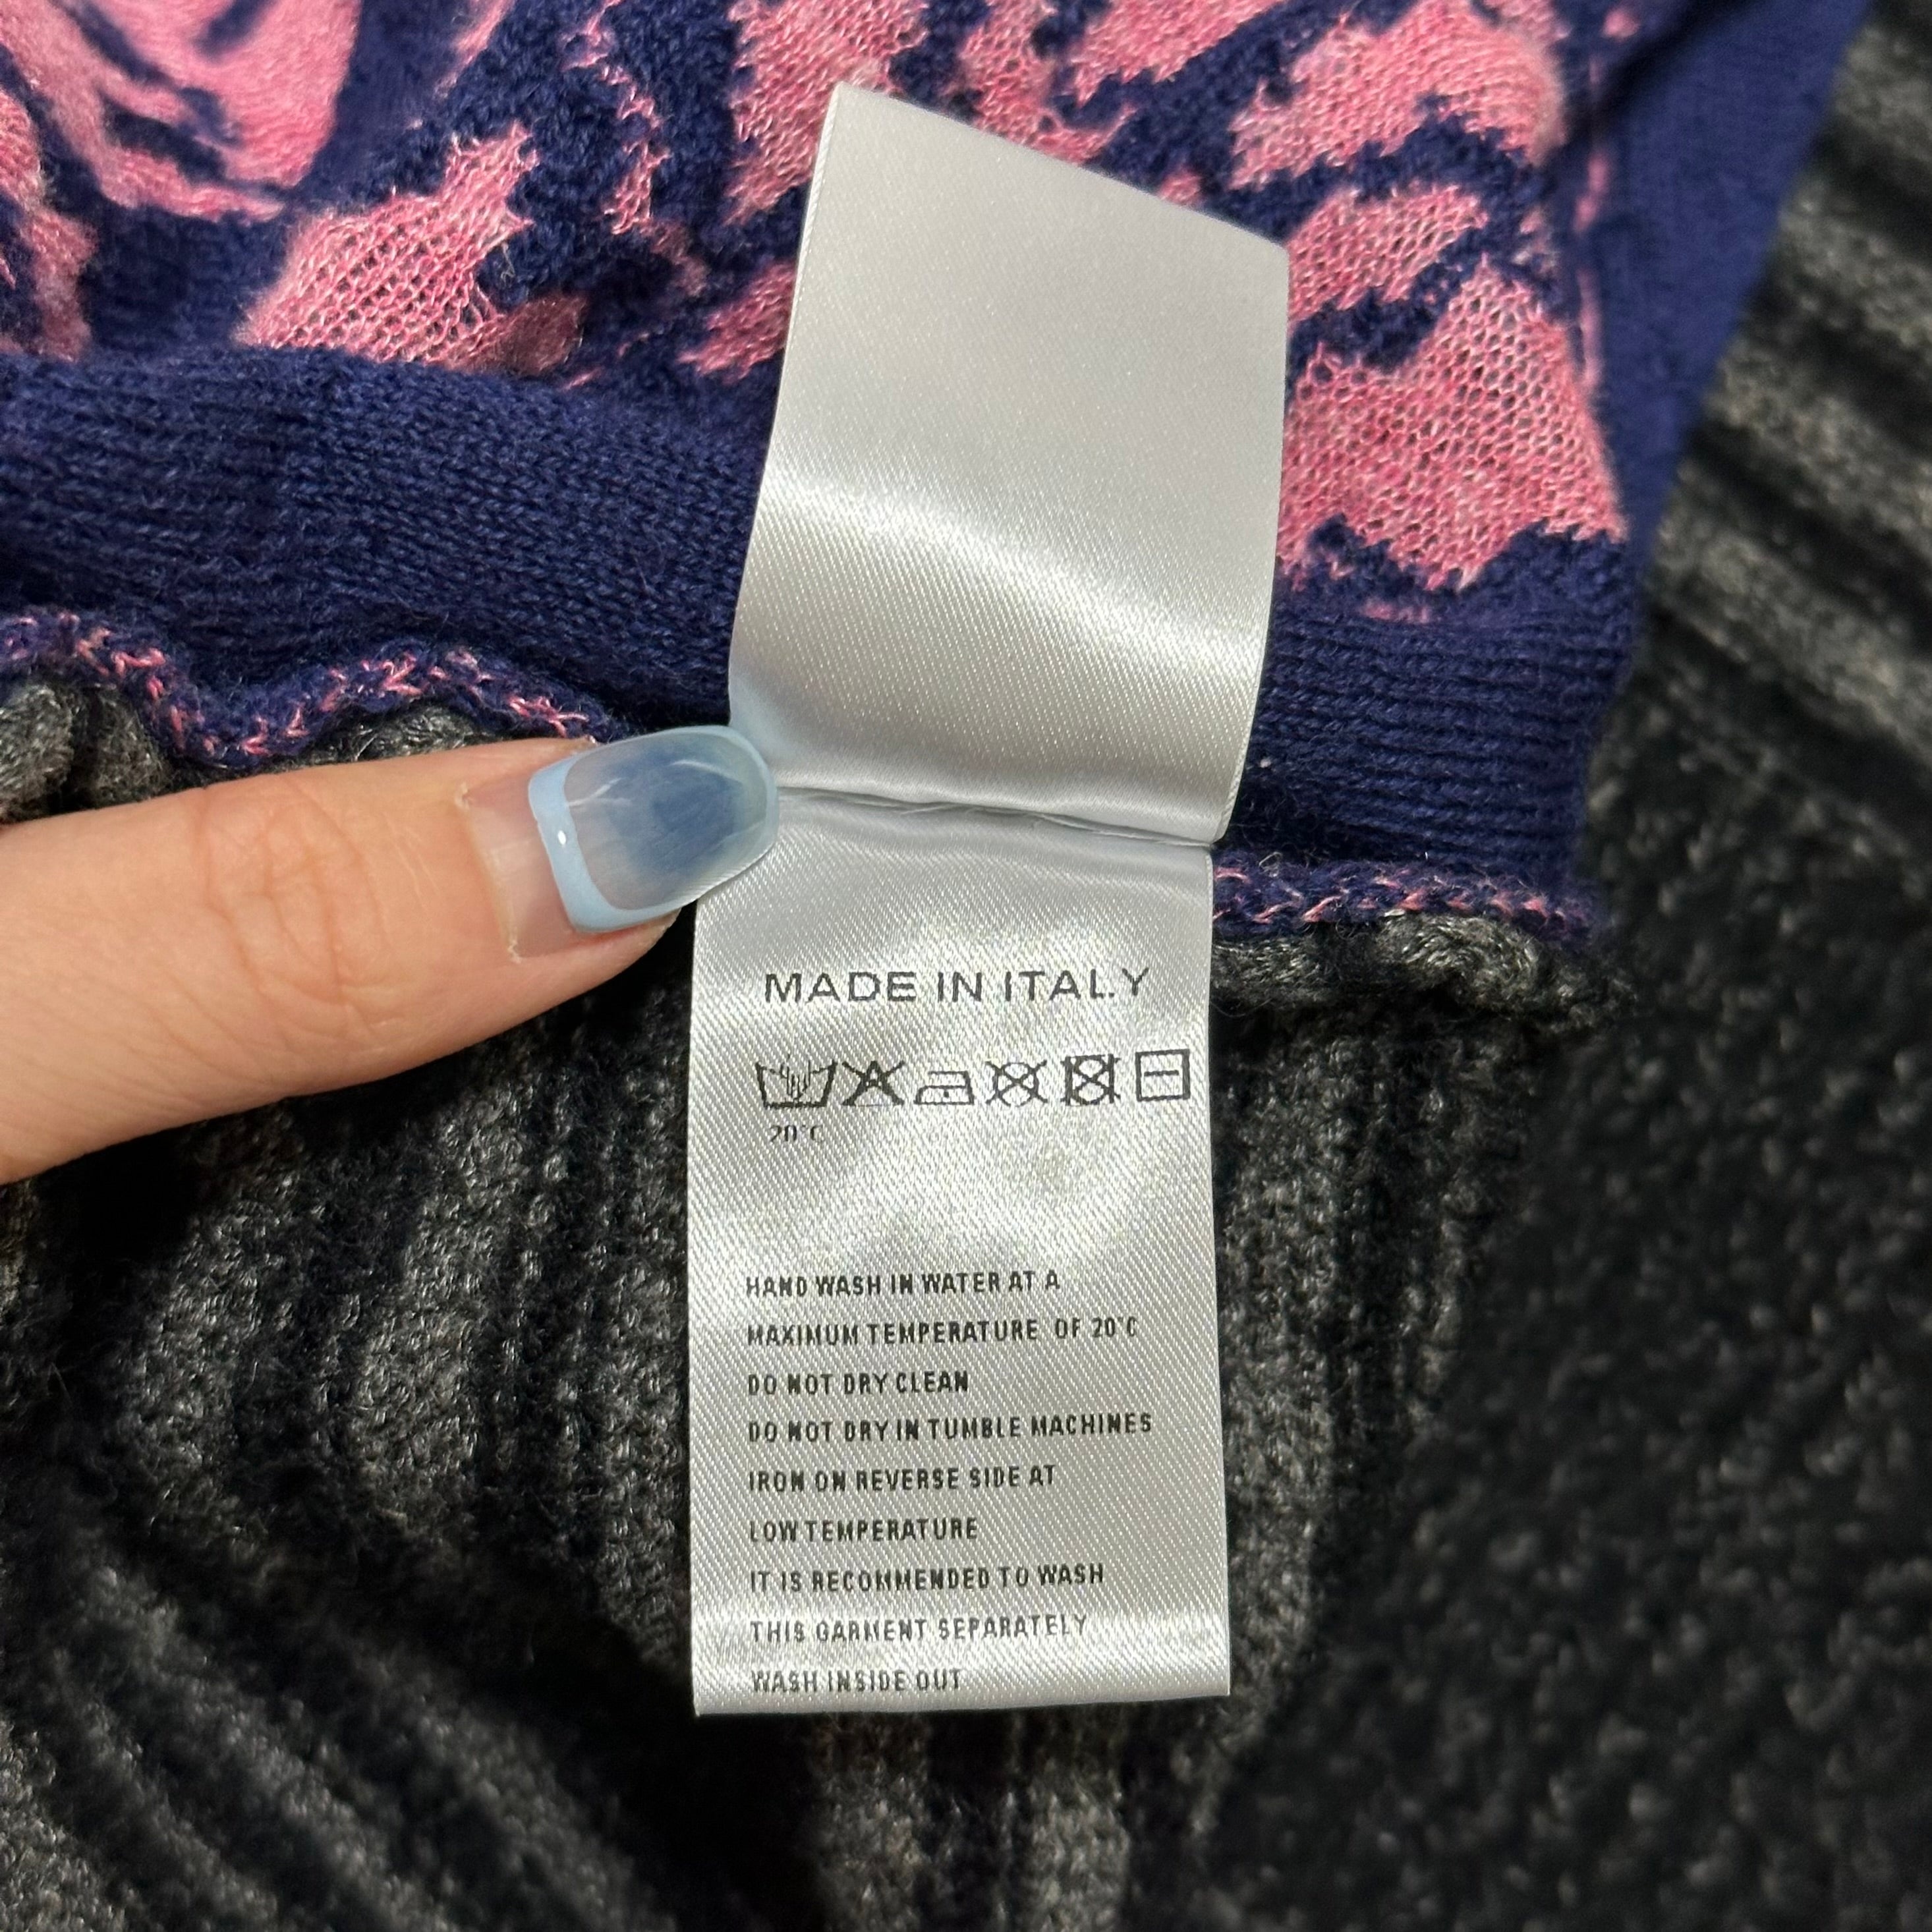 MADE IN ITALY
20°C
HAND WASH IN WATER AT A
MAXIMUM TEMPERATURE OF 20°C
DO NOT DRY CLEAN
DO NOT DRY IN TUMBLE MACHINES
IRON ON REVERSE SIDE AT
LOW TEMPERATURE
IT IS RECOMMENDED TO WASH
THIS GARMENT SEPARATELY
WASH INSIDE OUT